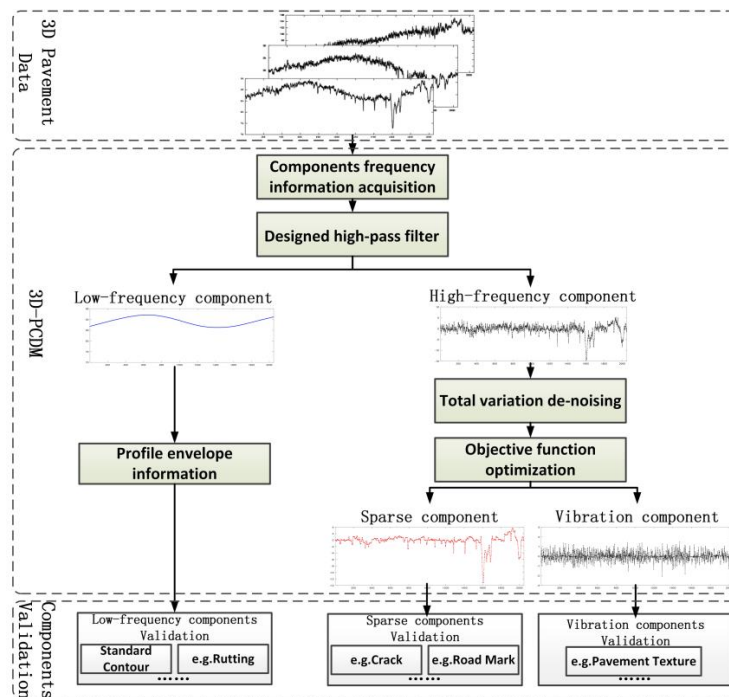 3D Pavement
Data
Components frequency
information acquisition
Designed high-pass filter
3D-PCDM
Low-frequency component
High-frequency component
Total variation de-noising
Profile envelope
information
Objective function
optimization
Sparse component
Vibration component
Components
Validation
Low-frequency components
Validation
Standard
Contour
e.g.Rutting
......
Sparse components
Validation
e.g.Crack
e.g.Road Mark
......
Vibration components
Validation
e.g.Pavement Texture
......